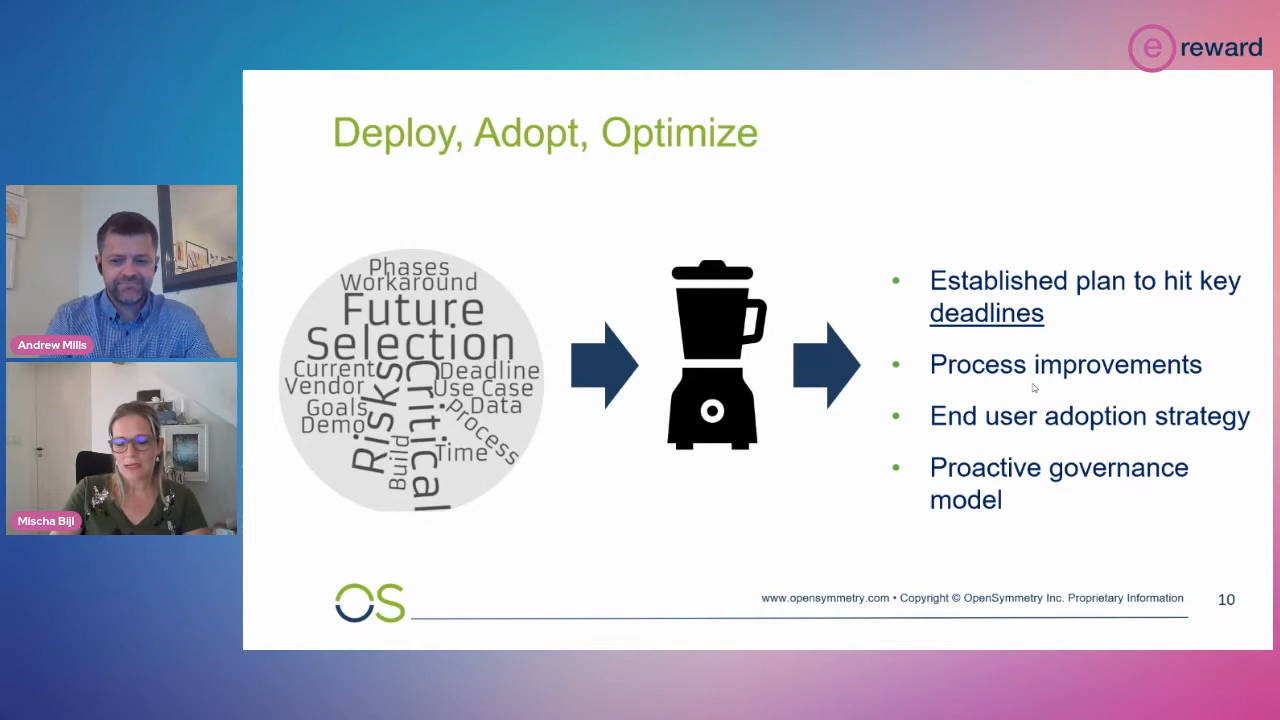 e reward
Deploy, Adopt, Optimize
Andrew Mills
Mischa Bijl
Phases
Workaround
Future
Selection
Current
Deadline
Vendor
Use Case
Goals
Data
Demo
Risks
Critical
Process
Build
Time
• Established plan to hit key
deadlines
• Process improvements
• End user adoption strategy
• Proactive governance
model
OS
www.opensymmetry.com • Copyright © OpenSymmetry Inc. Proprietary Information
10